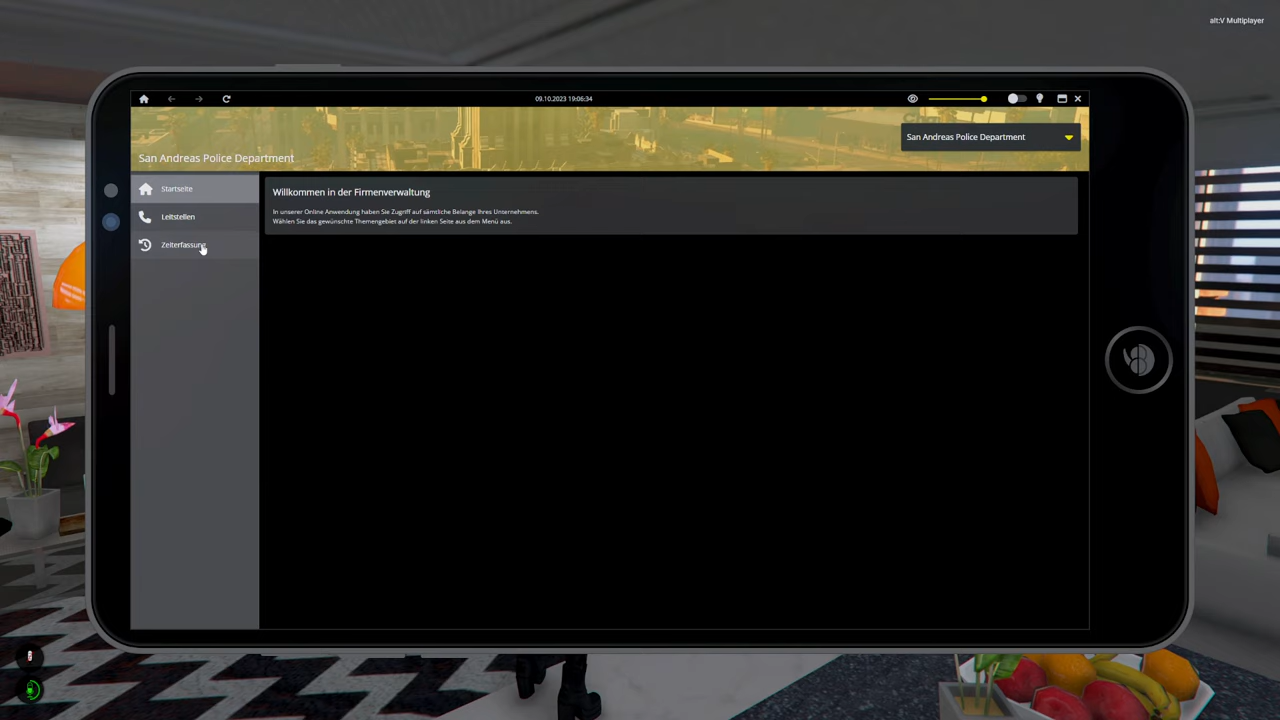 alt:V Multiplayer
09.10.2023 19:06:34
San Andreas Police Department
San Andreas Police Department
Startseite
Leitstellen
Zeiterfassung
Willkommen in der Firmenverwaltung
In unserer Online Anwendung haben Sie Zugriff auf sämtliche Belange Ihres Unternehmens.
Wählen Sie das gewünschte Themengebiet auf der linken Seite aus dem Menü aus.